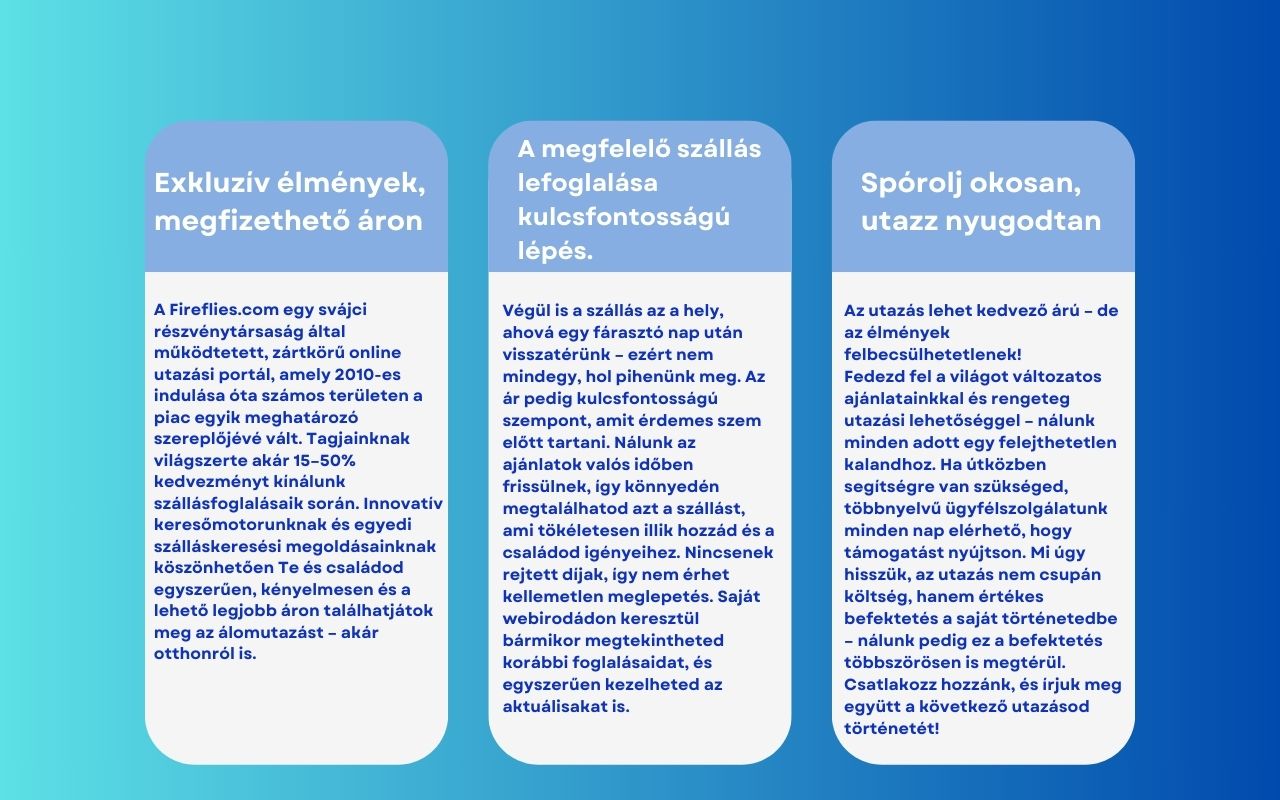 Exkluzív élmények,
megfizethető áron
A Fireflies.com egy svájci
részvénytársaság által
működtetett, zártkörű online
utazási portál, amely 2010-es
indulása óta számos területen a
piac egyik meghatározó
szereplőjévé vált. Tagjainknak
világszerte akár 15–50%
kedvezményt kínálunk
szállásfoglalásaik során. Innovatív
keresőmotorunknak és egyedi
szálláskeresési megoldásainknak
köszönhetően Te és családod
egyszerűen, kényelmesen és a
lehető legjobb áron találhatjátok
meg az álomutazást – akár
otthonról is.
A megfelelő szállás
lefoglalása
kulcsfontosságú
lépés.
Végül is a szállás az a hely,
ahová egy fárasztó nap után
visszatérünk – ezért nem
mindegy, hol pihenünk meg. Az
ár pedig kulcsfontosságú
szempont, amit érdemes szem
előtt tartani. Nálunk az
ajánlatok valós időben
frissülnek, így könnyedén
megtalálhatod azt a szállást,
ami tökéletesen illik hozzád és a
családod igényeihez. Nincsenek
rejtett díjak, így nem érhet
kellemetlen meglepetés. Saját
webirodádon keresztül
bármikor megtekintheted
korábbi foglalásaidat, és
egyszerűen kezelheted az
aktuálisakat is.
Spórolj okosan,
utazz nyugodtan
Az utazás lehet kedvező árú – de
az élmények
felbecsülhetetlenek!
Fedezd fel a világot változatos
ajánlatainkkal és rengeteg
utazási lehetőséggel – nálunk
minden adott egy felejthetetlen
kalandhoz. Ha útközben
segítségre van szükséged,
többnyelvű ügyfélszolgálatunk
minden nap elérhető, hogy
támogatást nyújtson. Mi úgy
hisszük, az utazás nem csupán
költség, hanem értékes
befektetés a saját történetedbe
– nálunk pedig ez a befektetés
többszörösen is megtérül.
Csatlakozz hozzánk, és írjuk meg
együtt a következő utazásod
történetét!